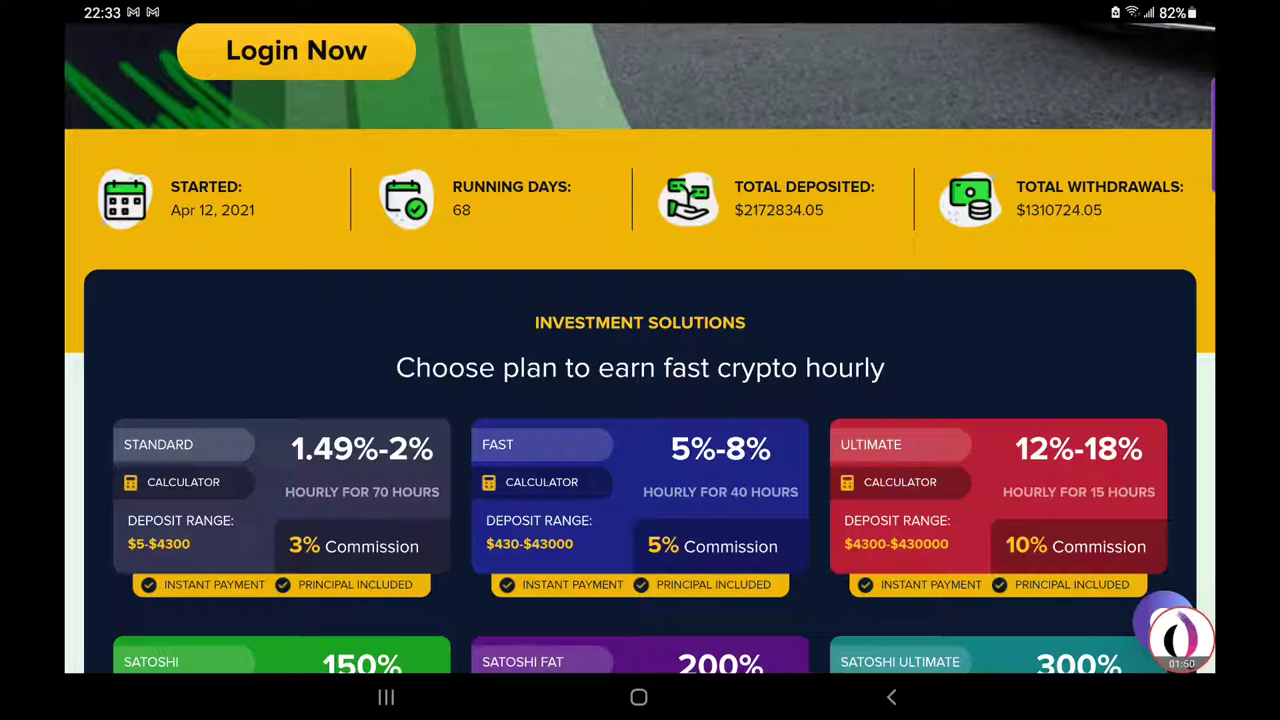 22:33
82%
Login Now
STARTED:
Apr 12, 2021
RUNNING DAYS:
68
TOTAL DEPOSITED:
$2172834.05
TOTAL WITHDRAWALS:
$1310724.05
INVESTMENT SOLUTIONS
Choose plan to earn fast crypto hourly
STANDARD
1.49%-2%
CALCULATOR
HOURLY FOR 70 HOURS
DEPOSIT RANGE:
$5-$4300
3% Commission
INSTANT PAYMENT PRINCIPAL INCLUDED
FAST
5%-8%
CALCULATOR
HOURLY FOR 40 HOURS
DEPOSIT RANGE:
$430-$43000
5% Commission
INSTANT PAYMENT PRINCIPAL INCLUDED
ULTIMATE
12%-18%
CALCULATOR
HOURLY FOR 15 HOURS
DEPOSIT RANGE:
$4300-$430000
10% Commission
INSTANT PAYMENT PRINCIPAL INCLUDED
SATOSHI
150%
SATOSHI FAT
200%
SATOSHI ULTIMATE
300%
01:50